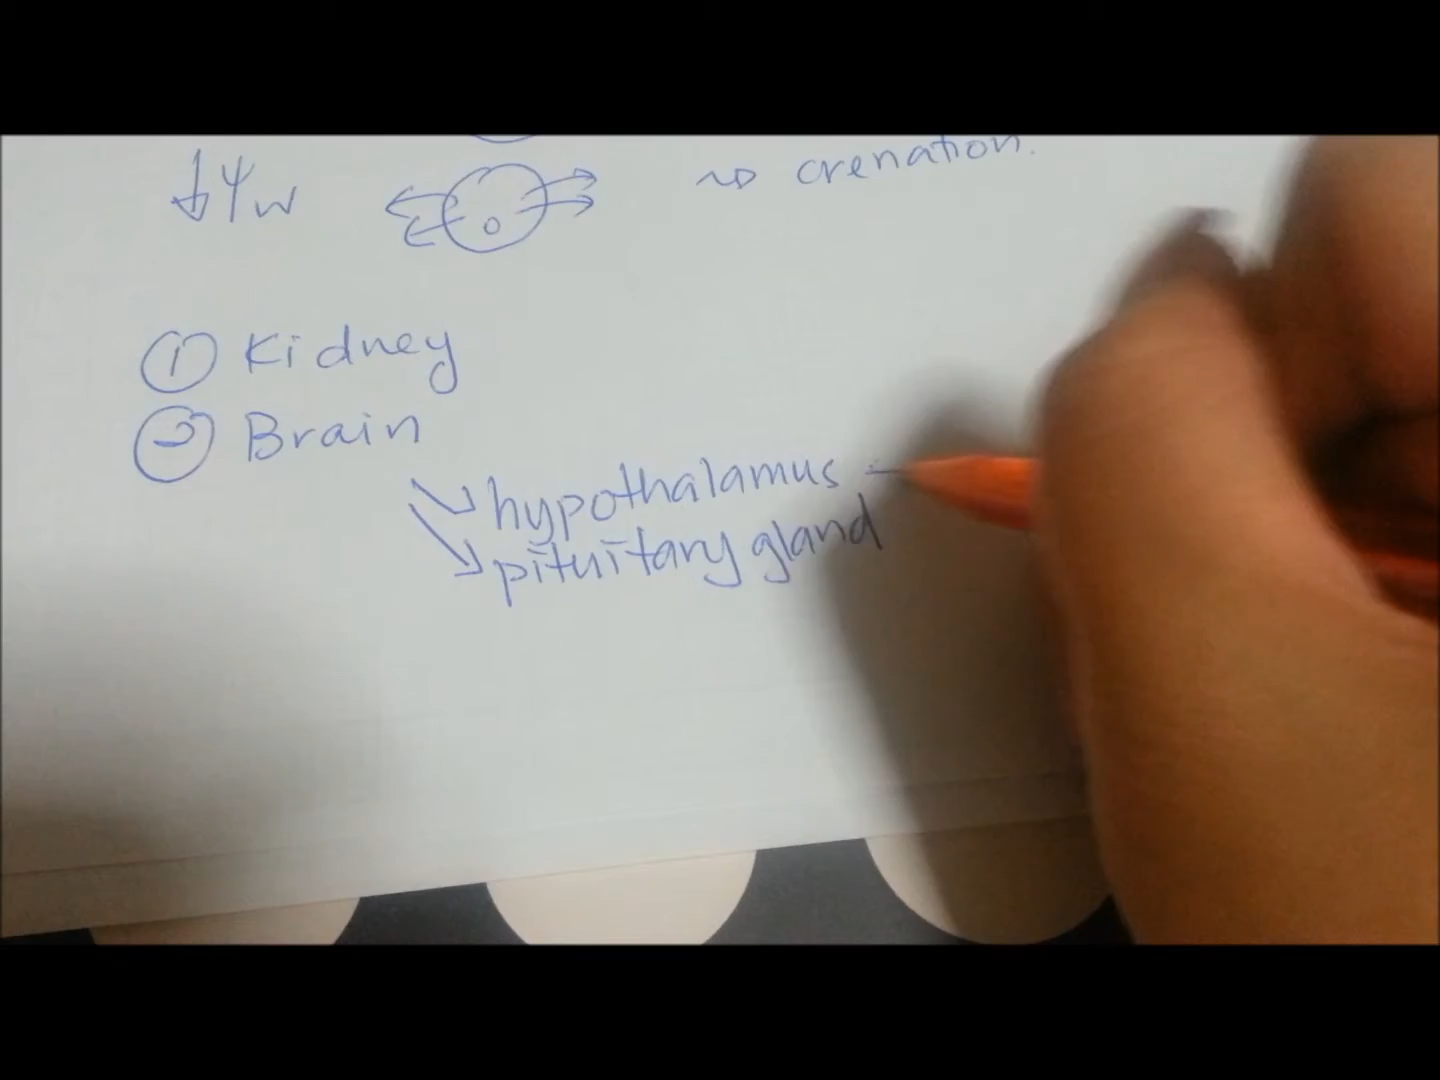 ↓Ψw ~> crenation.
① Kidney
② Brain
hypothalamus -
pituitary gland